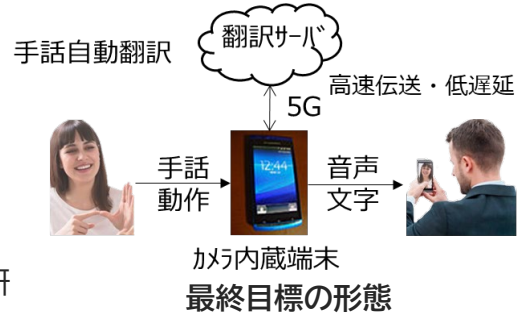 翻訳サーバ
手話自動翻訳
高速伝送・低遅延
5G
12:44
手話
動作
音声
文字
カメラ内蔵端末
研
最終目標の形態